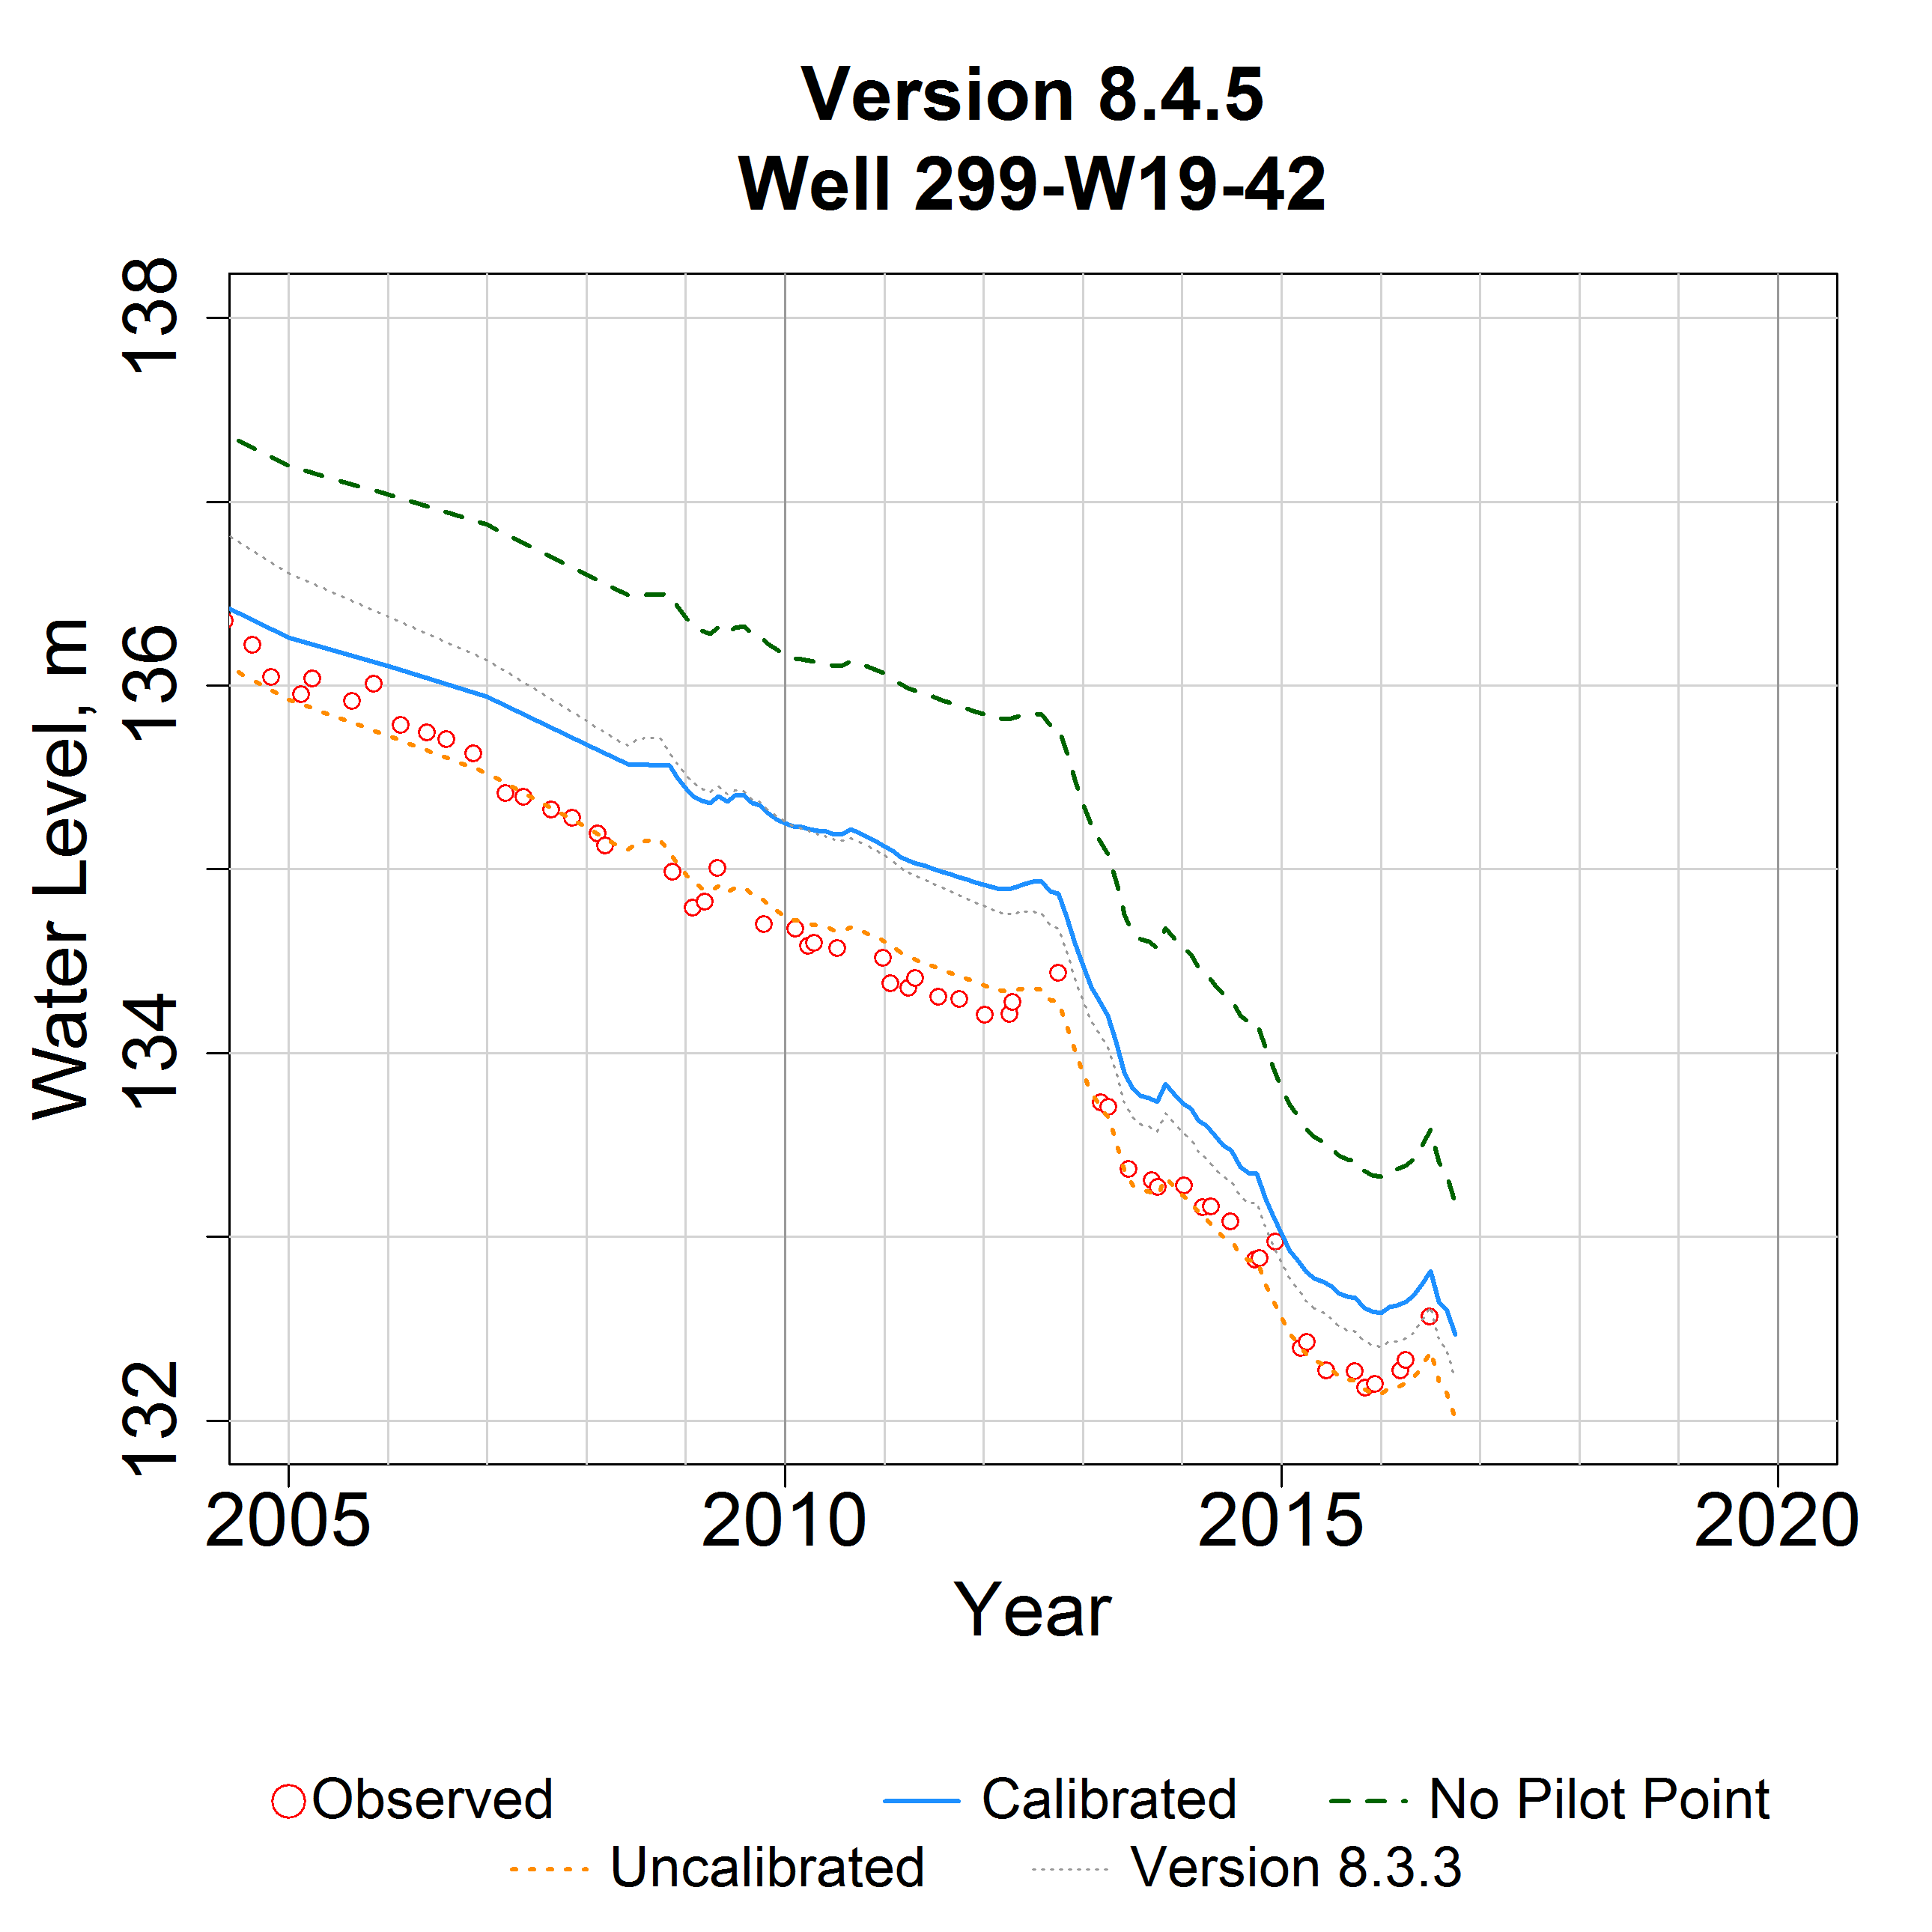 Version 8.4.5
Well 299-W19-42
Water Level, m
138
136
134
132
2005 2010 2015 2020
Year
Observed Calibrated No Pilot Point
Uncalibrated Version 8.3.3